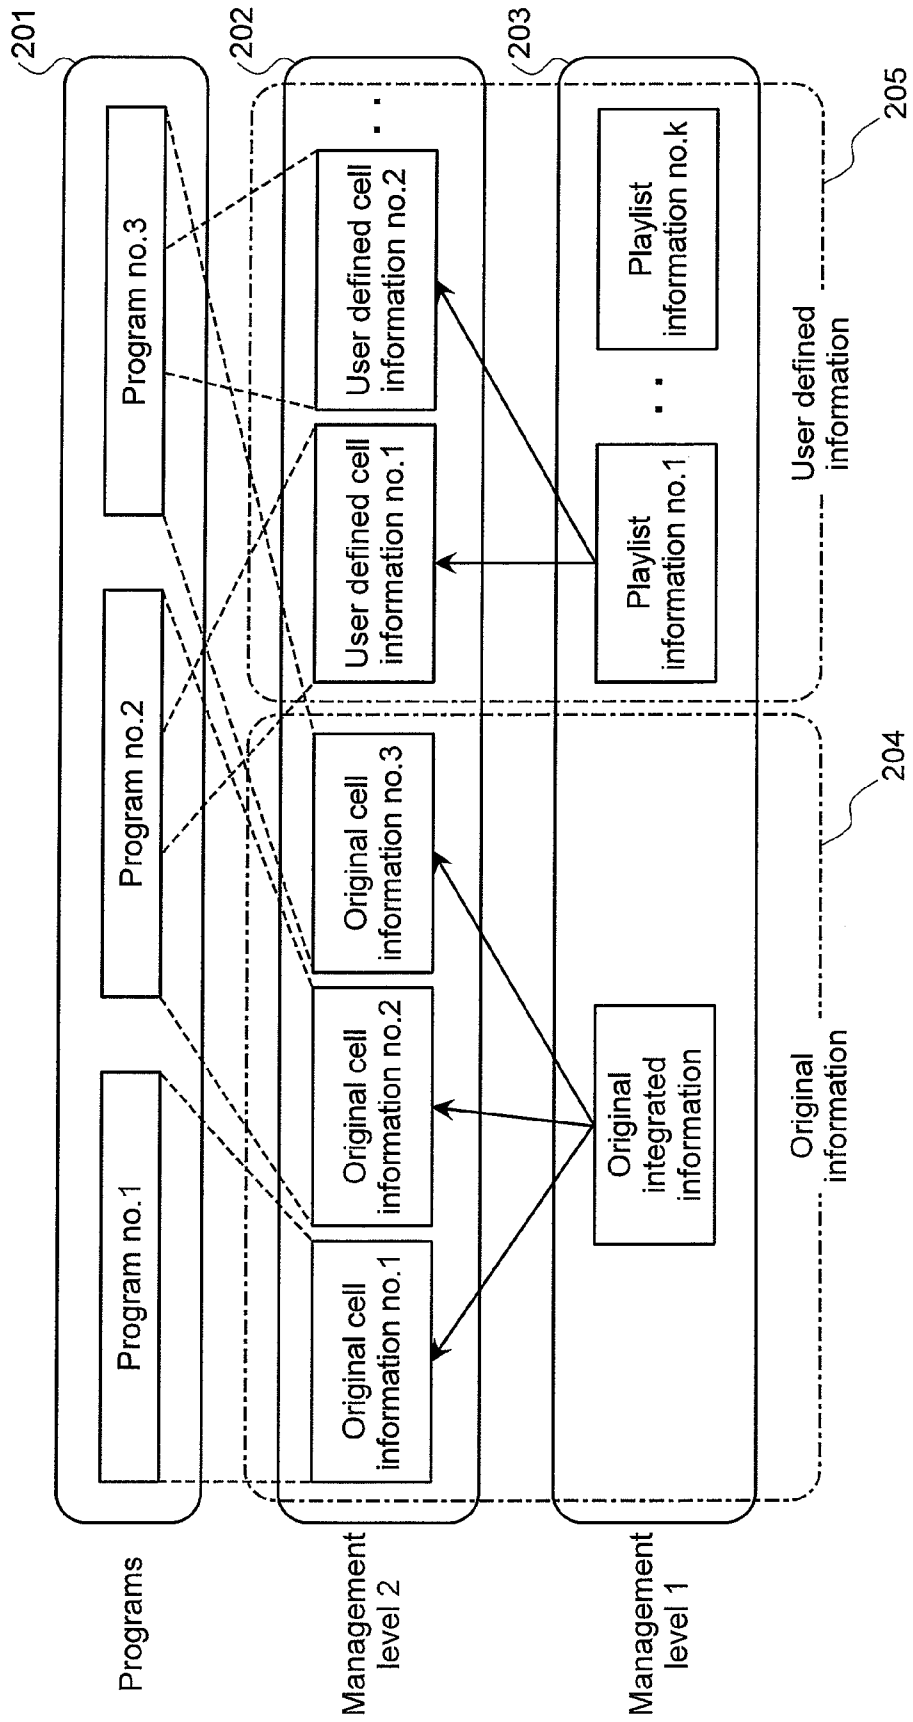 Programs
Program no.1
Program no.2
Program no.3
201
Management
level 2
Original cell
information no.1
Original cell
information no.2
Original cell
information no.3
User defined cell
information no.1
User defined cell
information no.2
. .
202
Management
level 1
Original
integrated
information
Playlist
information no.1
. .
Playlist
information no.k
203
Original
information
204
User defined
information
205